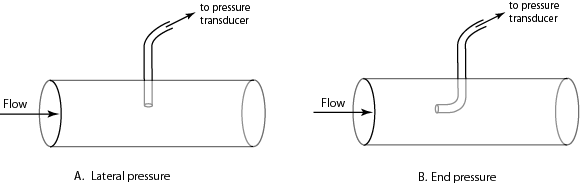 to pressure
transducer
Flow
A. Lateral pressure
to pressure
transducer
Flow
B. End pressure